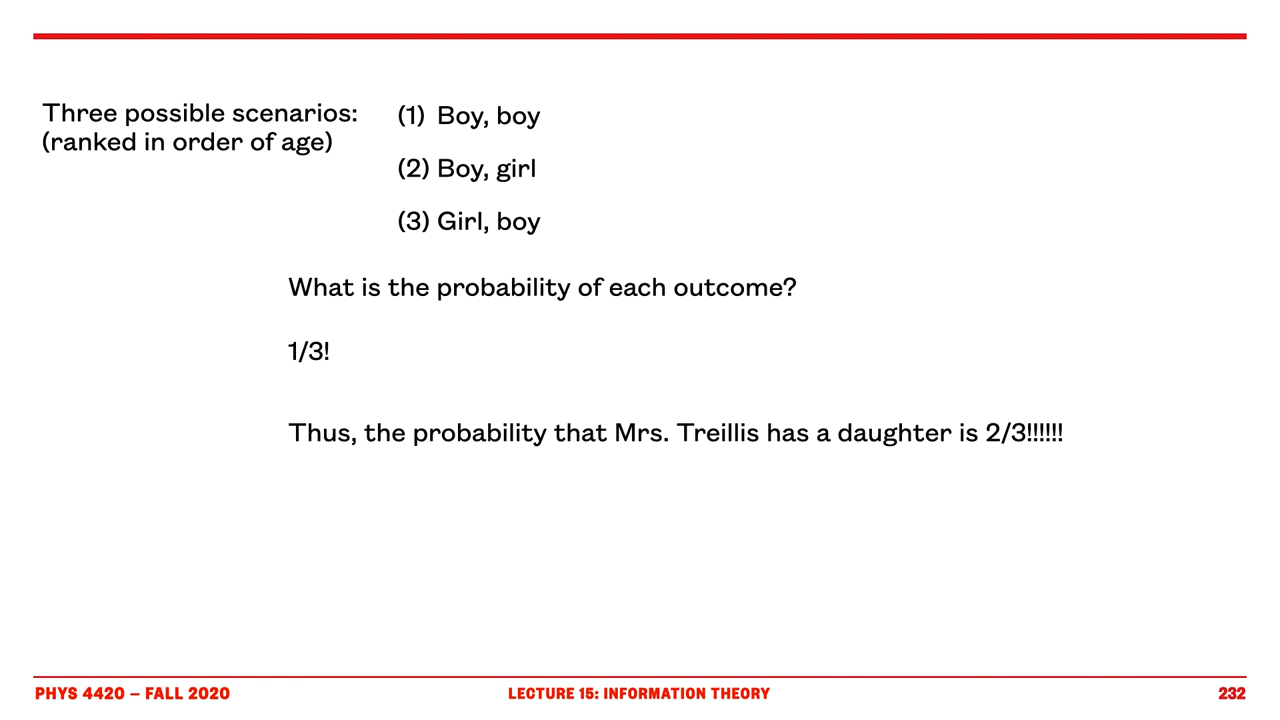 Three possible scenarios:
(ranked in order of age)
(1) Boy, boy
(2) Boy, girl
(3) Girl, boy
What is the probability of each outcome?
1/3!
Thus, the probability that Mrs. Treillis has a daughter is 2/3!!!!!!
PHYS 4420 – FALL 2020
LECTURE 15: INFORMATION THEORY
232